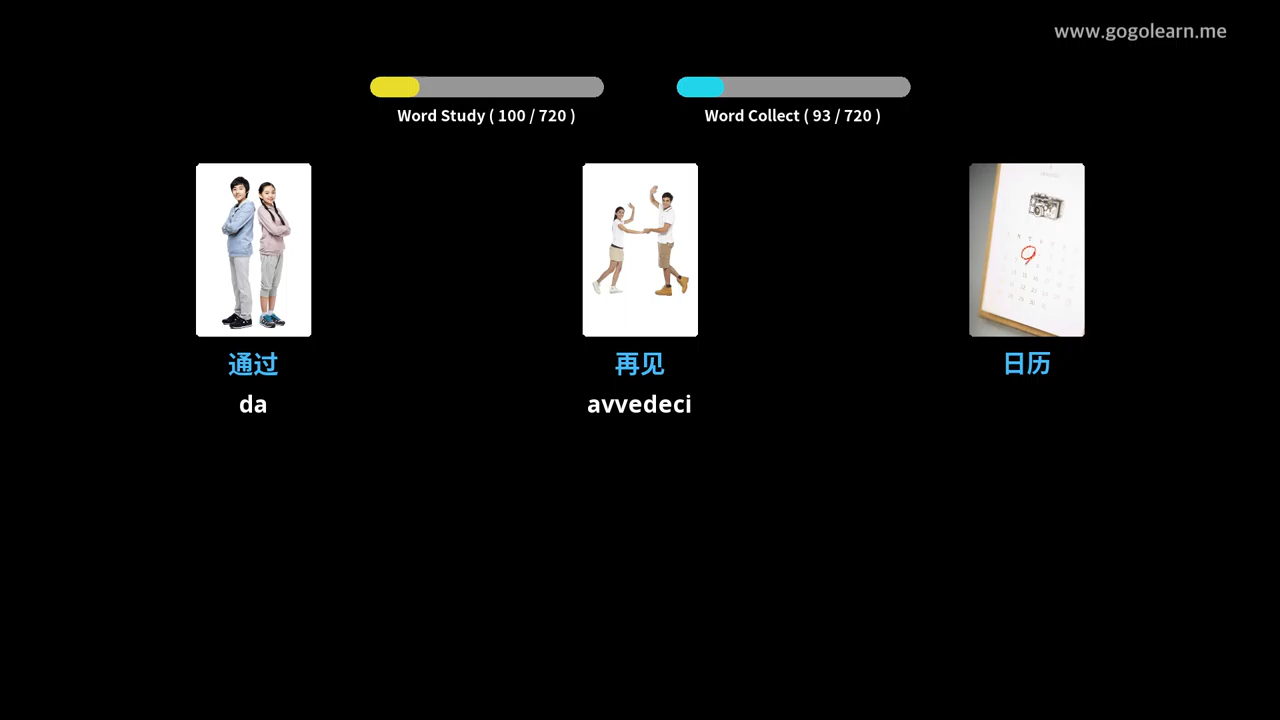 www.gogolearn.me
Word Study ( 100 / 720 )
Word Collect ( 93 / 720 )
通过
再见
日历
da
avvedeci